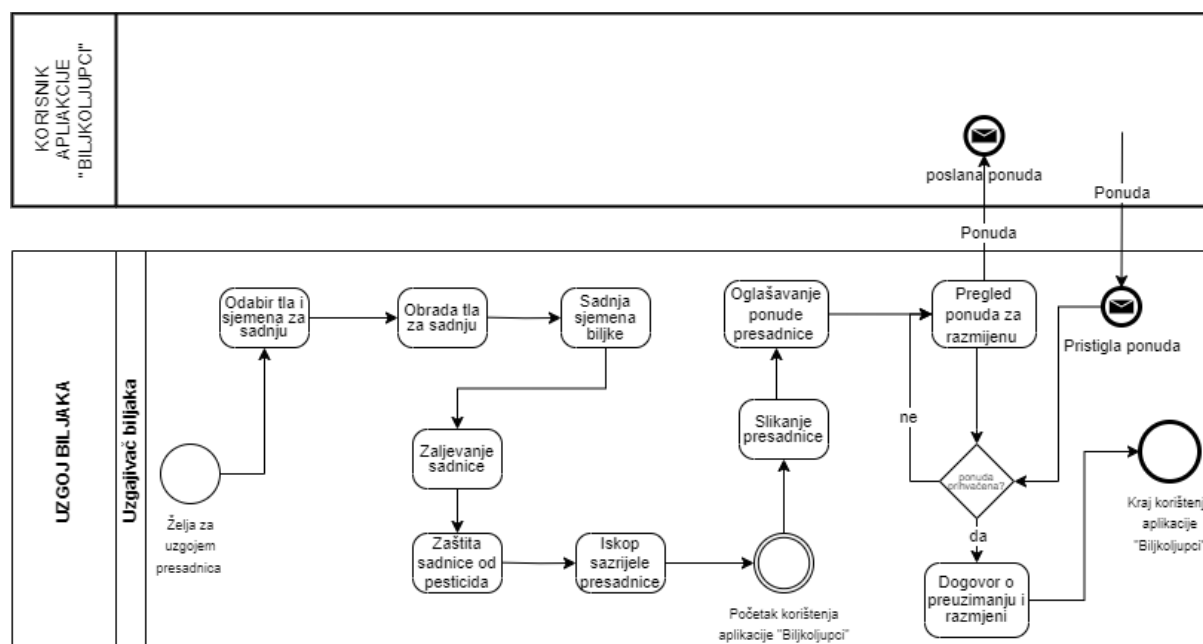 KORISNIK
APLIAKCIJE
"BILJKOLJUPCI"
poslana ponuda
Ponuda
Ponuda
UZGOJ BILJAKA
Uzgajivač biljaka
Želja za
uzgojem
presadnica
Odabir tla i
sjemena za
sadnju
Obrada tla
za sadnju
Sadnja
sjemena
biljke
Zaljevanje
sadnice
Zaštita
sadnice od
pesticida
Iskop
sazrijele
presadnice
Početak korištenja
aplikacije "Biljkoljupci"
Slikanje
presadnice
Oglašavanje
ponude
presadnice
Pregled
ponuda za
razmijenu
Pristigla ponuda
ne
ponuda
prihvaćena?
da
Dogovor o
preuzimanju i
razmjeni
Kraj korištenj
aplikacije
"Biljkoljupci"